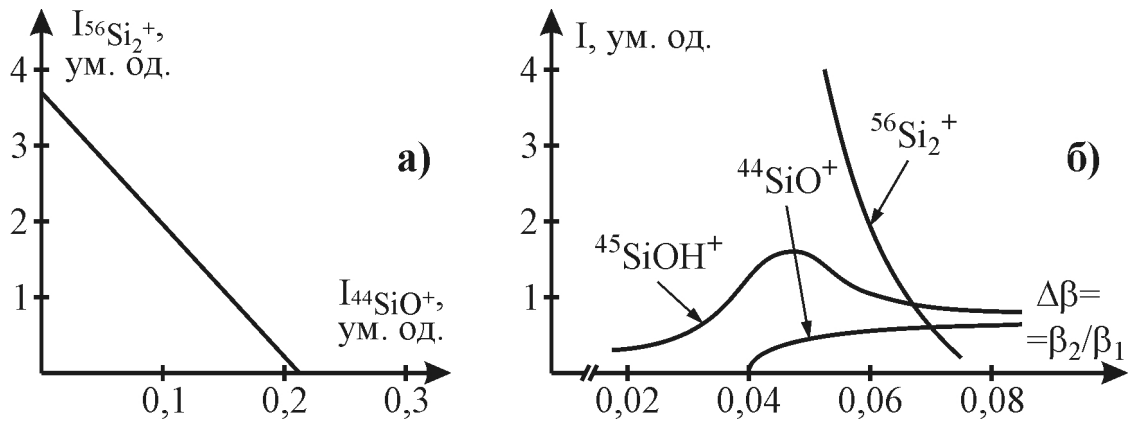 I⁵⁶Si₂⁺,
ум. од.
4
3
2
1
а)
I⁴⁴SiO⁺,
ум. од.
0,1
0,2
0,3
I, ум. од.
4
3
2
1
⁵⁶Si₂⁺
б)
⁴⁴SiO⁺
⁴⁵SiOH⁺
Δβ=
=β₂/β₁
0,02
0,04
0,06
0,08